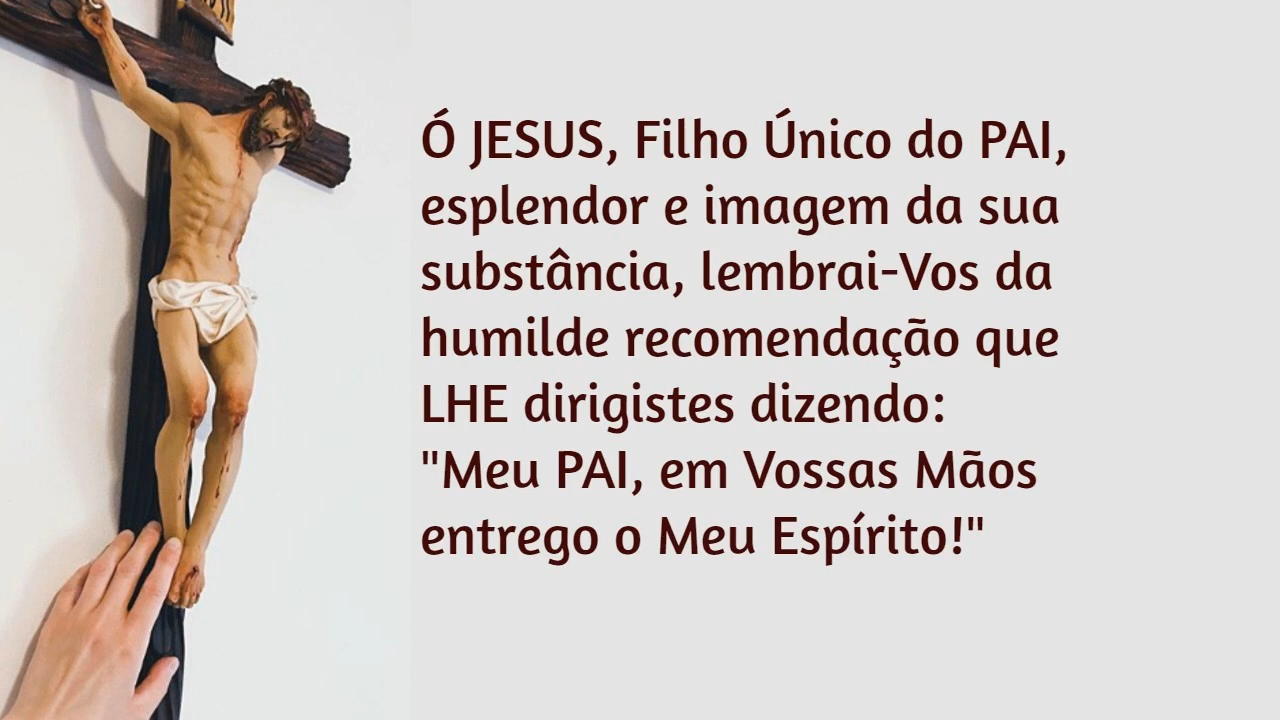 Ó JESUS, Filho Único do PAI,
esplendor e imagem da sua
substância, lembrai-Vos da
humilde recomendação que
LHE dirigistes dizendo:
"Meu PAI, em Vossas Mãos
entrego o Meu Espírito!"